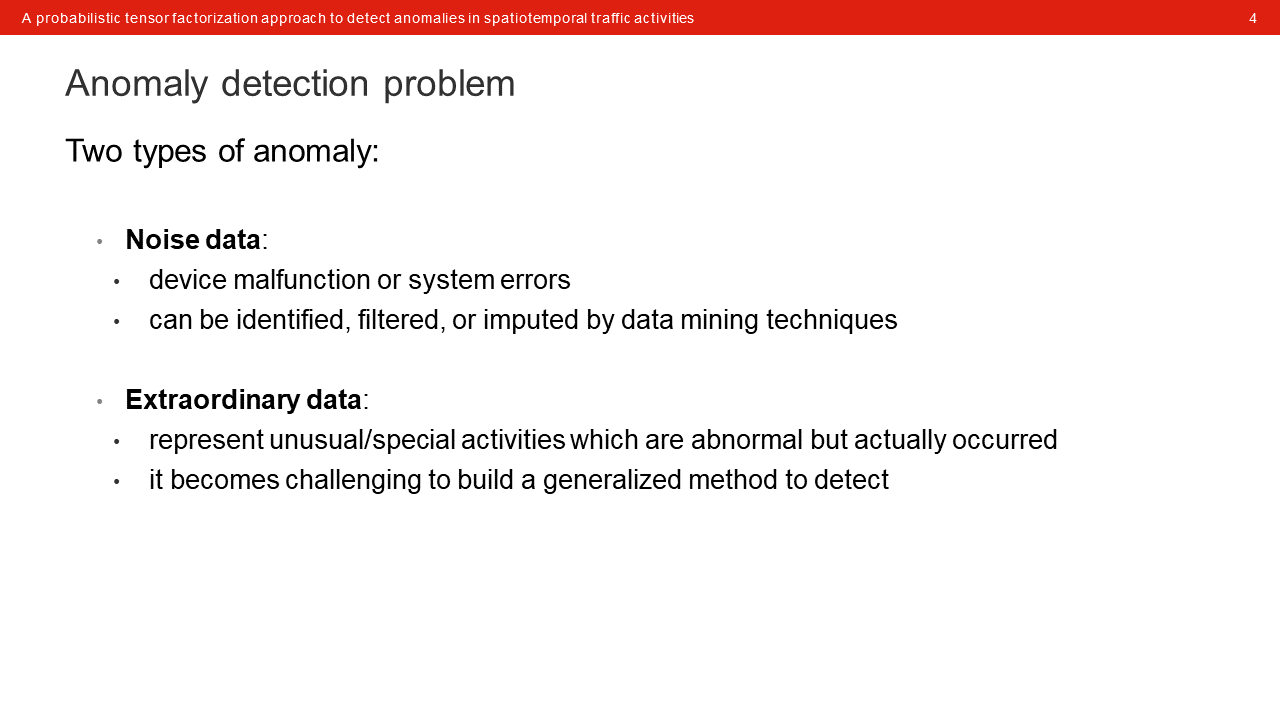 A probabilistic tensor factorization approach to detect anomalies in spatiotemporal traffic activities 4
Anomaly detection problem
Two types of anomaly:
• Noise data:
• device malfunction or system errors
• can be identified, filtered, or imputed by data mining techniques
• Extraordinary data:
• represent unusual/special activities which are abnormal but actually occurred
• it becomes challenging to build a generalized method to detect